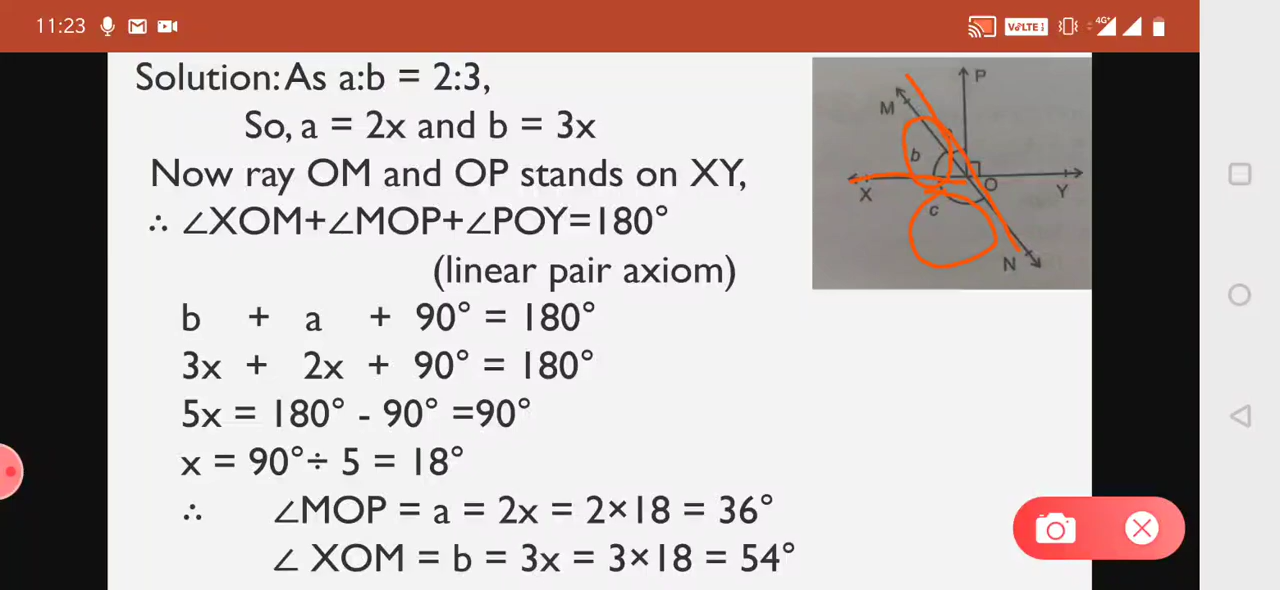 11:23
VoLTE
4G+
Solution: As a:b = 2:3,
So, a = 2x and b = 3x
Now ray OM and OP stands on XY,
∴ ∠XOM+∠MOP+∠POY=180°
(linear pair axiom)
b + a + 90° = 180°
3x + 2x + 90° = 180°
5x = 180° - 90° =90°
x = 90°÷ 5 = 18°
∴ ∠MOP = a = 2x = 2×18 = 36°
∠ XOM = b = 3x = 3×18 = 54°
P
M
b
O
X
Y
c
N